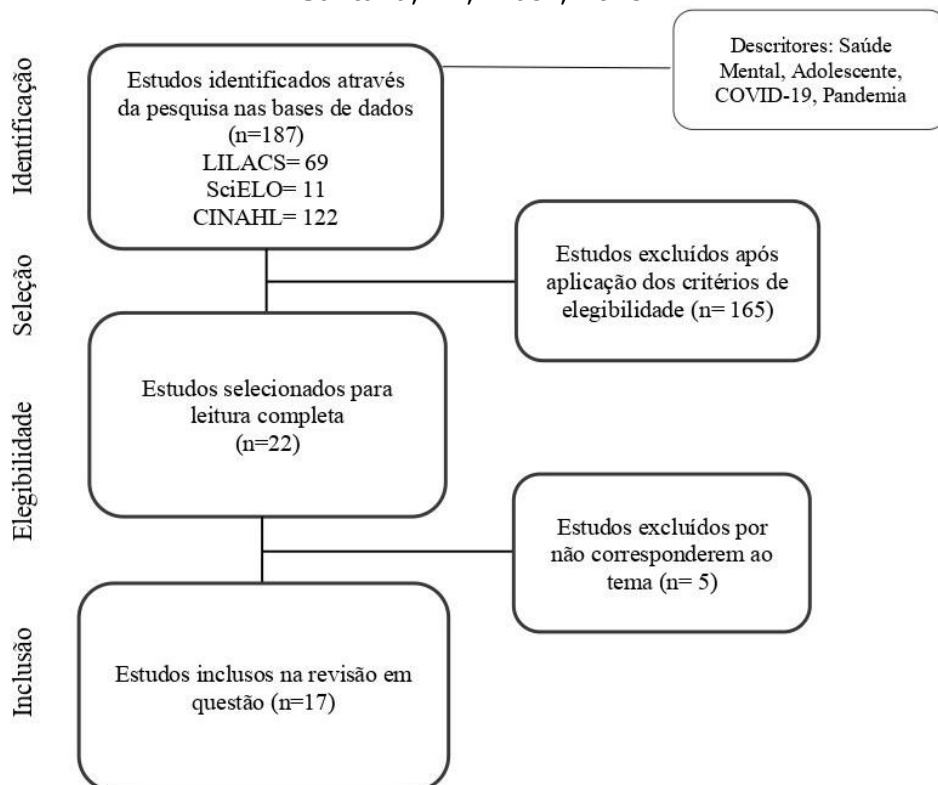 Identificação
Estudos identificados através
da pesquisa nas bases de dados
(n=187)
LILACS= 69
SciELO= 11
CINAHL= 122
Descritores: Saúde
Mental, Adolescente,
COVID-19, Pandemia
Seleção
Estudos excluídos após
aplicação dos critérios de
elegibilidade (n= 165)
Elegibilidade
Estudos selecionados para
leitura completa
(n=22)
Estudos excluídos por
não corresponderem ao
tema (n= 5)
Inclusão
Estudos inclusos na revisão em
questão (n=17)